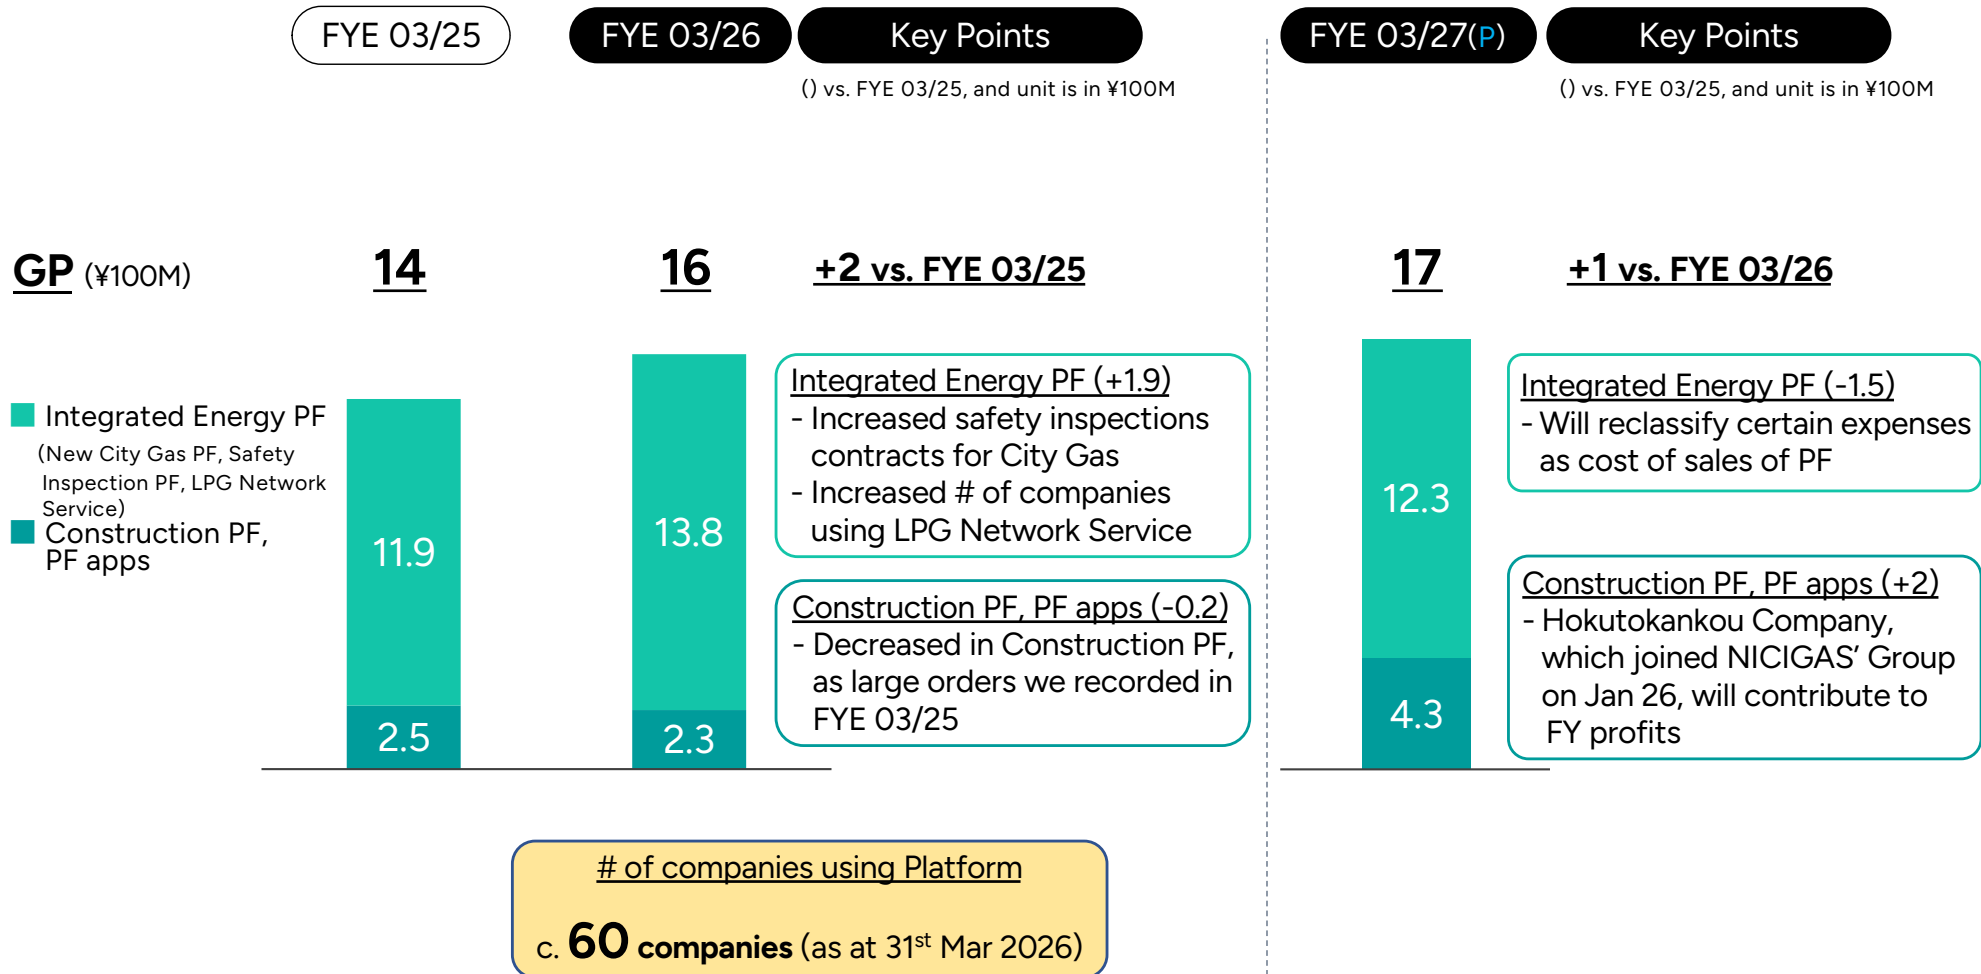 FYE 03/25
FYE 03/26
Key Points
() vs. FYE 03/25, and unit is in ¥100M
FYE 03/27(P)
Key Points
() vs. FYE 03/25, and unit is in ¥100M
GP (¥100M)
14
16
+2 vs. FYE 03/25
17
+1 vs. FYE 03/26
Integrated Energy PF
(New City Gas PF, Safety
Inspection PF, LPG Network
Service)
Construction PF,
PF apps
11.9
2.5
13.8
2.3
Integrated Energy PF (+1.9)
- Increased safety inspections
contracts for City Gas
- Increased # of companies
using LPG Network Service
Construction PF, PF apps (-0.2)
- Decreased in Construction PF,
as large orders we recorded in
FYE 03/25
12.3
4.3
Integrated Energy PF (-1.5)
- Will reclassify certain expenses
as cost of sales of PF
Construction PF, PF apps (+2)
- Hokutokankou Company,
which joined NICIGAS’ Group
on Jan 26, will contribute to
FY profits
# of companies using Platform
c. 60 companies (as at 31st Mar 2026)